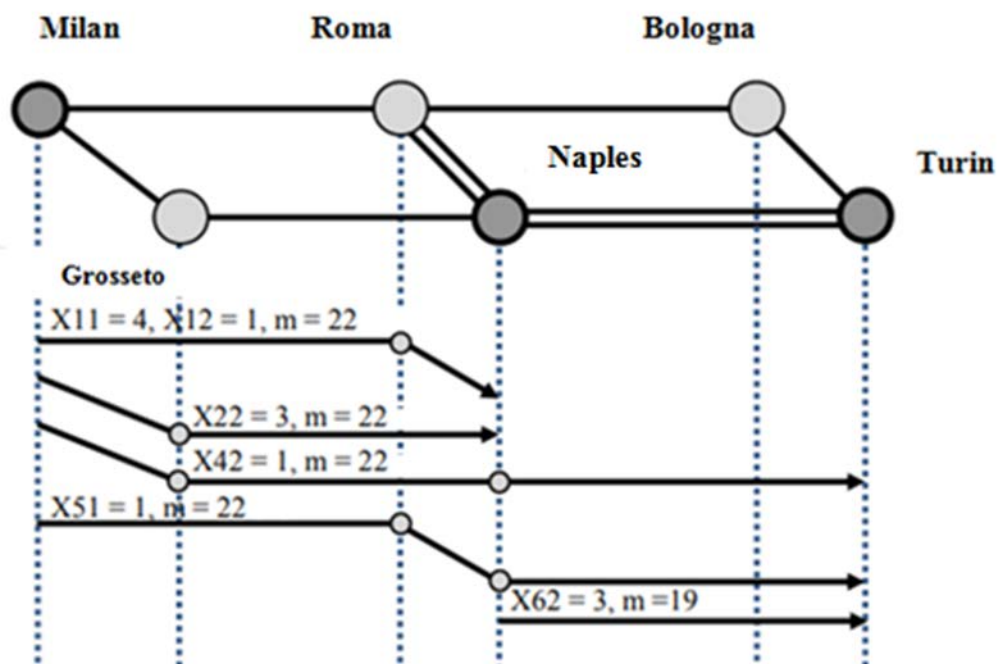 Milan Roma Bologna
Naples
Turin
Grosseto
X11 = 4, X12 = 1, m = 22
X22 = 3, m = 22
X42 = 1, m = 22
X51 = 1, m = 22
X62 = 3, m =19